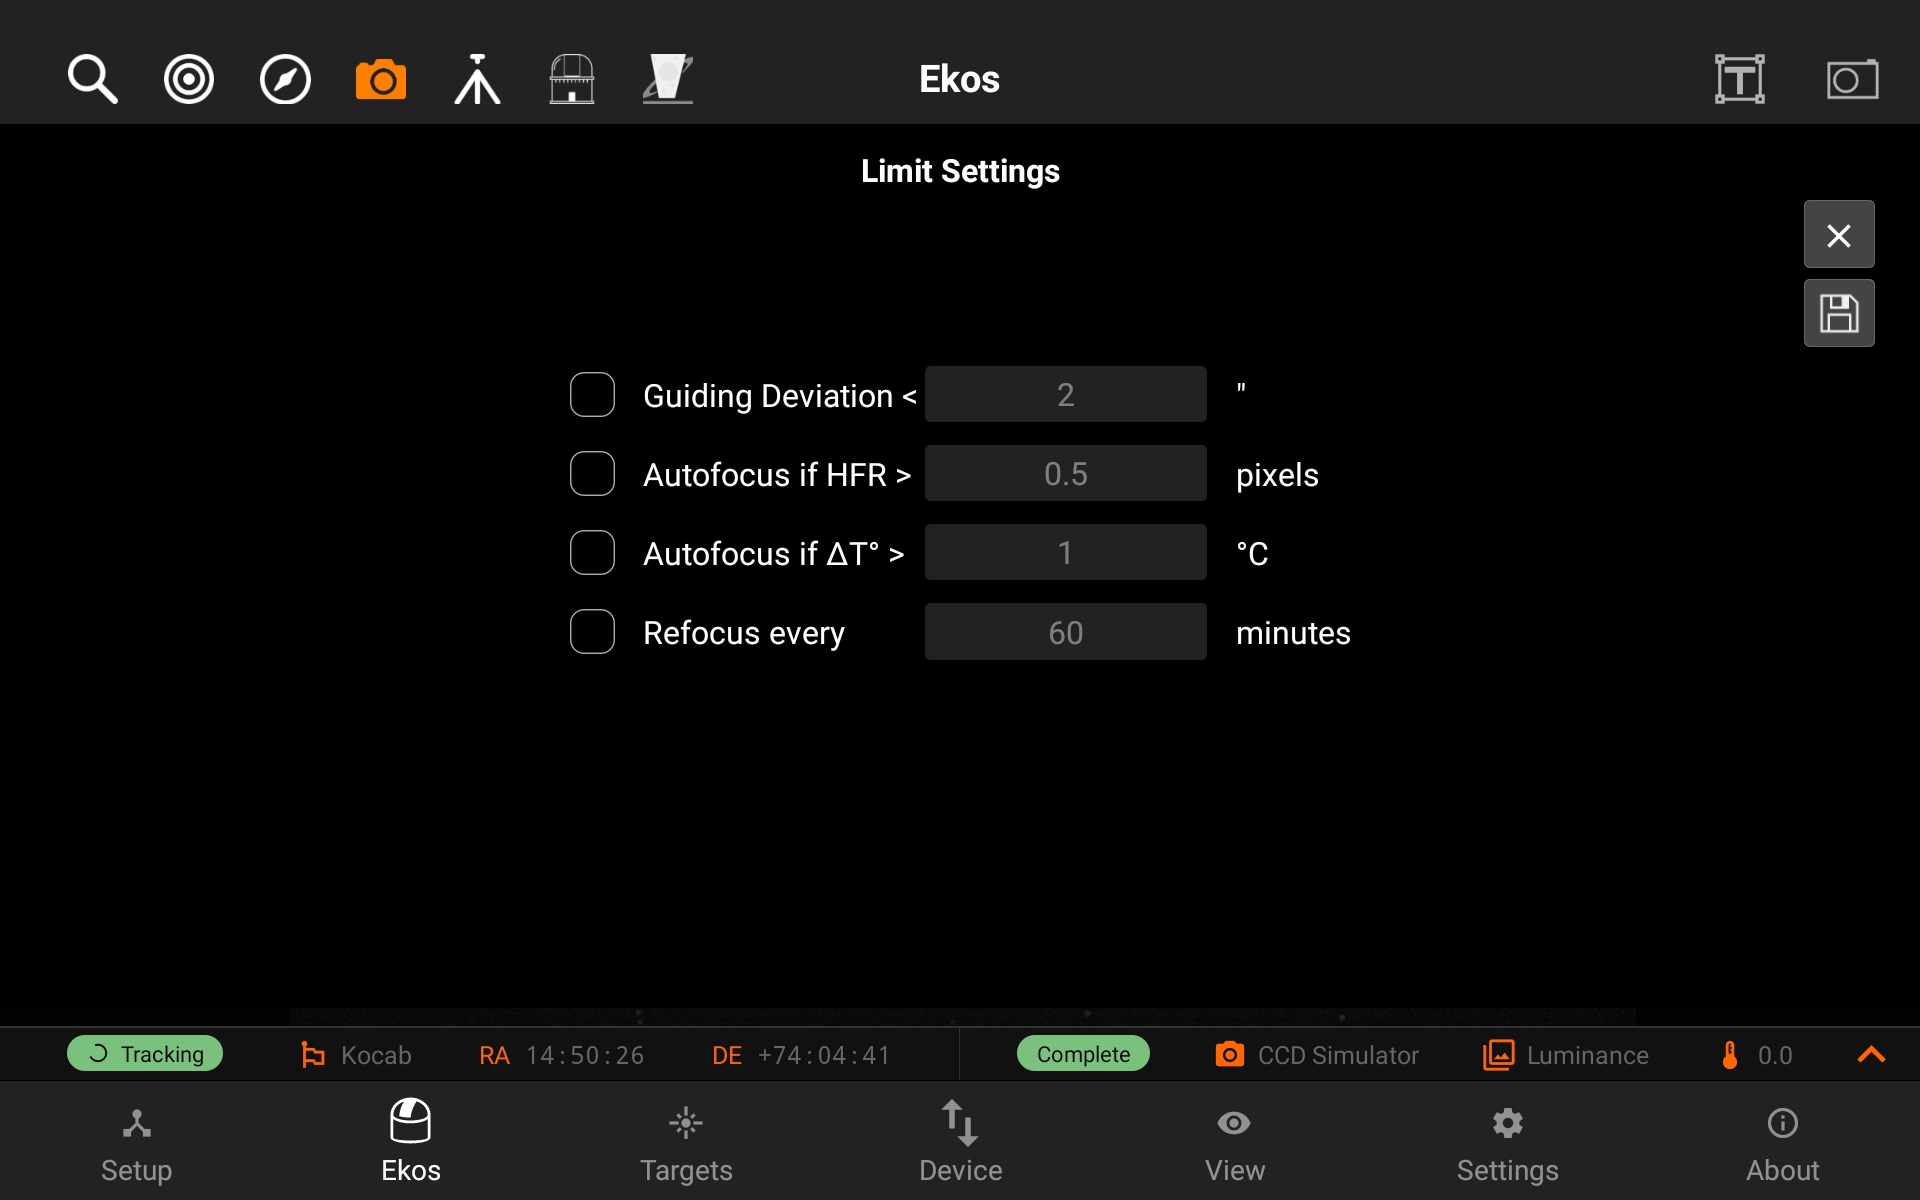 Ekos
Limit Settings
Guiding Deviation < 2 "
Autofocus if HFR > 0.5 pixels
Autofocus if ΔT° > 1 °C
Refocus every 60 minutes
Tracking Kocab RA 14:50:26 DE +74:04:41 Complete CCD Simulator Luminance 0.0
Setup Ekos Targets Device View Settings About